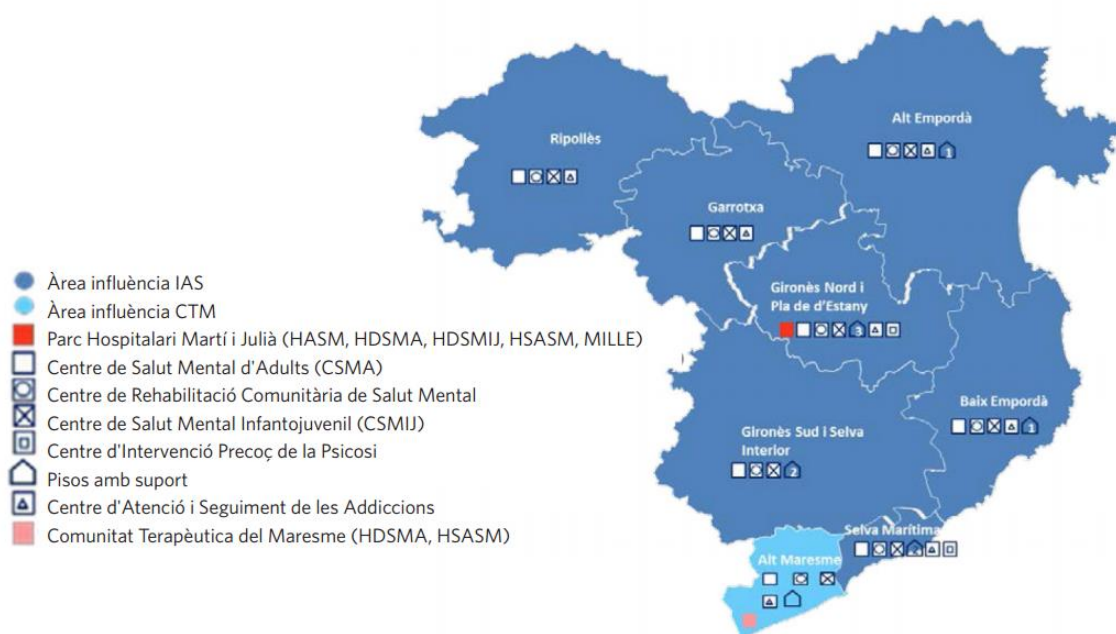 Ripollès
Alt Empordà
1
Garrotxa
Gironès Nord i
Pla de d'Estany
3
Baix Empordà
1
Gironès Sud i Selva
Interior
2
Selva Marítima
Alt Maresme
Àrea influència IAS
Àrea influència CTM
Parc Hospitalari Martí i Julià (HASM, HDSMA, HDSMIJ, HSASM, MILLE)
Centre de Salut Mental d'Adults (CSMA)
Centre de Rehabilitació Comunitària de Salut Mental
Centre de Salut Mental Infantojuvenil (CSMIJ)
Centre d'Intervenció Precoç de la Psicosi
Pisos amb suport
Centre d'Atenció i Seguiment de les Addiccions
Comunitat Terapèutica del Maresme (HDSMA, HSASM)